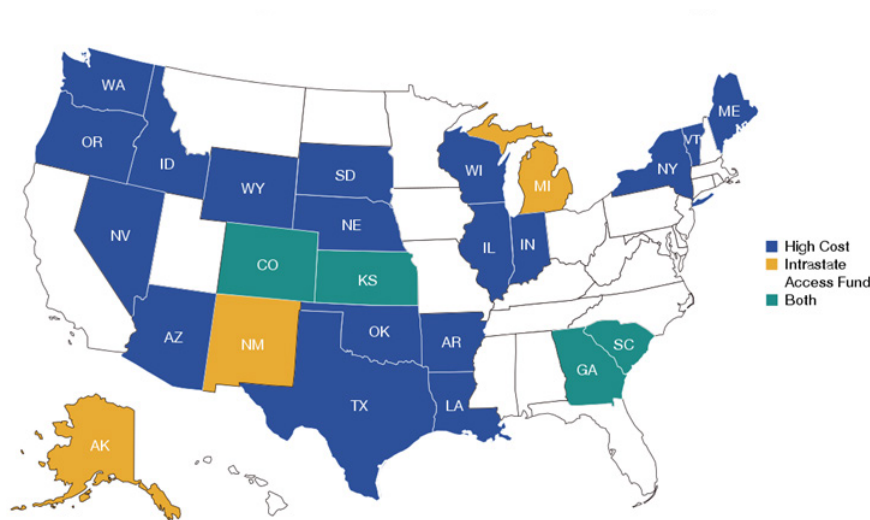 WA
OR
ID
WY
SD
NE
NV
CO
KS
AZ
NM
OK
TX
AR
LA
WI
IL
IN
MI
NY
VT
ME
SC
GA
AK
High Cost
Intrastate
Access Fund
Both